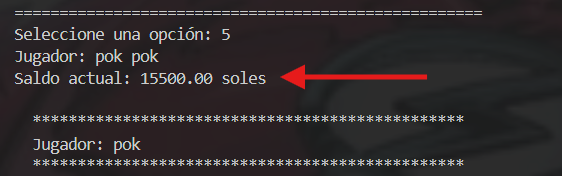 ====================================================
Seleccione una opción: 5
Jugador: pok pok
Saldo actual: 15500.00 soles
************************************************
Jugador: pok
************************************************